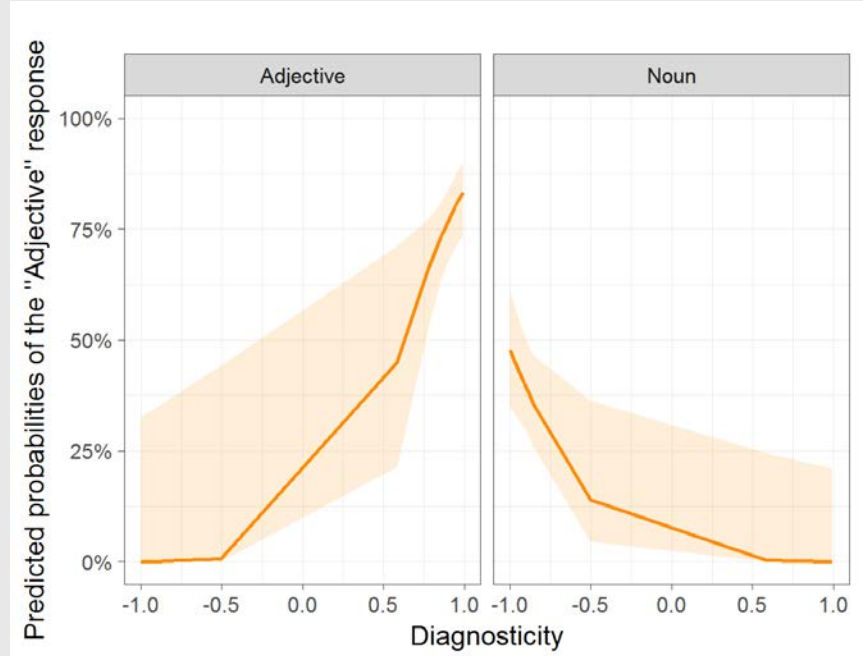 Predicted probabilities of the "Adjective" response
Adjective
Noun
100%
75%
50%
25%
0%
-1.0 -0.5 0.0 0.5 1.0
-1.0 -0.5 0.0 0.5 1.0
Diagnosticity